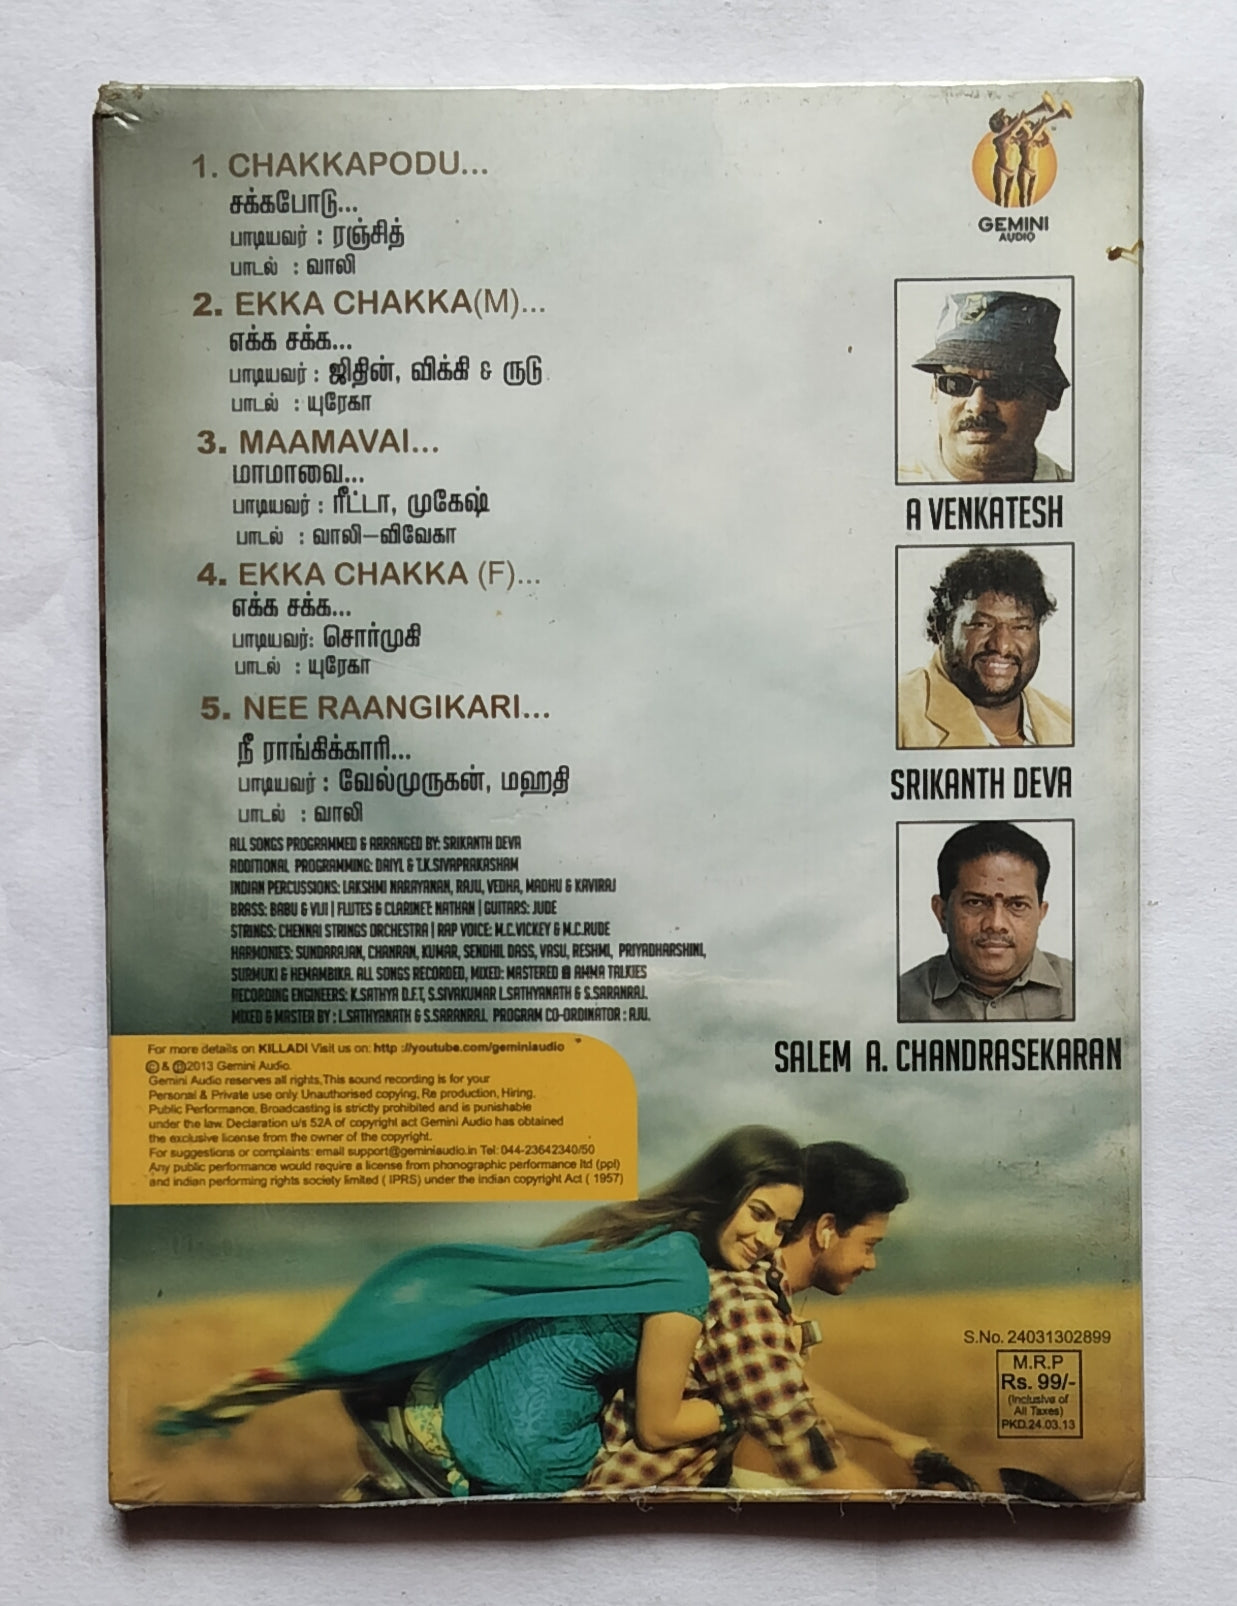 1. CHAKKAPODU...
சக்கபோடு...
பாடியவர் : ரஞ்சித்
பாடல் : வாலி
2. EKKA CHAKKA(M)...
எக்க சக்க...
பாடியவர் : ஜிதின், விக்கி & ருடு
பாடல் : யுரேகா
3. MAAMAVAI...
மாமாவை...
பாடியவர் : ரீட்டா, முகேஷ்
பாடல் : வாலி–விவேகா
4. EKKA CHAKKA (F)...
எக்க சக்க...
பாடியவர்: சொர்முகி
பாடல் : யுரேகா
5. NEE RAANGIKARI...
நீ ராங்கிக்காரி...
பாடியவர் : வேல்முருகன், மஹதி
பாடல் : வாலி
ALL SONGS PROGRAMMED & ARRANGED BY: SRIKANTH DEVA
ADDITIONAL PROGRAMMING: DAIYL & T.K.SIVAPRAKASHAM
INDIAN PERCUSSIONS: LAKSHMI NARAYANAN, RAJU, VEDHA, MADHU & KAVIRAJ
BRASS: BABU & VIJI | FLUTES & CLARINET: NATHAN | GUITARS: JUDE
STRINGS: CHENNAI STRINGS ORCHESTRA | RAP VOICE: M.C.VICKEY & M.C.RUDE
HARMONIES: SUNDARAJAN, CHANRAN, KUMAR, SENDHIL DASS, VASU, RESHMI, PRIYADHARSHINI,
SURMUKI & HEMAMBIKA. ALL SONGS RECORDED, MIXED: MASTERED @ AMMA TALKIES
RECORDING ENGINEERS: K.SATHYA D.F.T, S.SIVAKUMAR L.SATHYANATH & S.SARANRAJ.
MIXED & MASTER BY : L.SATHYANATH & S.SARANRAJ. PROGRAM CO-ORDINATOR : RAJU.
For more details on KILLADI Visit us on: http ://youtube.com/geminiaudio
© & ℗2013 Gemini Audio.
Gemini Audio reserves all rights,This sound recording is for your
Personal & Private use only. Unauthorised copying, Re production, Hiring,
Public Performance, Broadcasting is strictly prohibited and is punishable
under the law. Declaration u/s 52A of copyright act Gemini Audio has obtained
the exclusive license from the owner of the copyright.
For suggestions or complaints: email support@geminiaudio.in Tel: 044-23642340/50
Any public performance would require a license from phonographic performance ltd (ppl)
and indian performing rights society limited ( IPRS) under the indian copyright Act ( 1957)
GEMINI
AUDIO
A VENKATESH
SRIKANTH DEVA
SALEM A. CHANDRASEKARAN
S.No. 24031302899
M.R.P
Rs. 99/-
(Inclusive of
All Taxes)
PKD.24.03.13